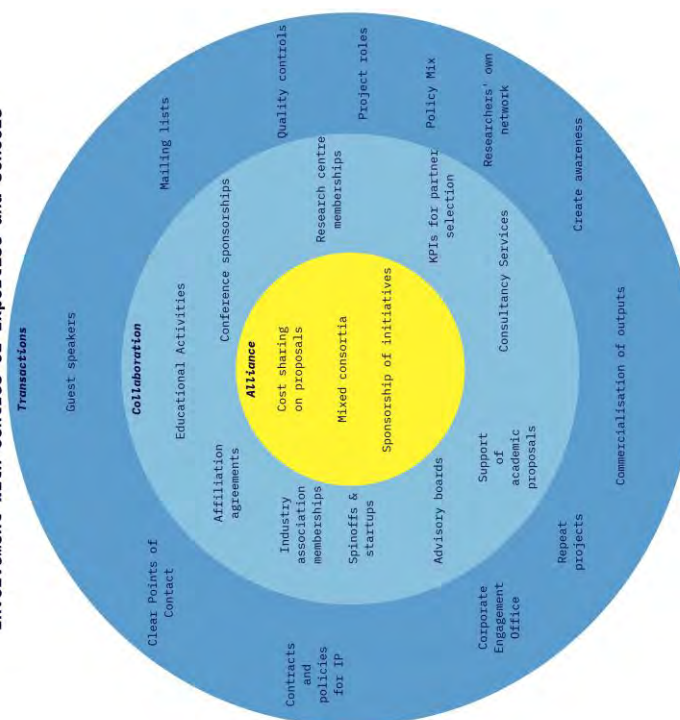 Transactions
Guest speakers
Collaboration
Clear Points of
Contact
Mailing lists
Educational Activities
Affiliation
agreements
Conference sponsorships
Alliance
Contracts
and
policies
for IP
Industry
association
memberships
Cost sharing
on proposals
Quality controls
Research centre
memberships
Spinoffs &
startups
Mixed consortia
Project roles
Sponsorship of initiatives
Advisory boards
KPIs for partner
selection
Policy Mix
Corporate
Engagement
Office
Support
of
academic
proposals
Consultancy Services
Researchers' own
network
Repeat
projects
Create awareness
Commercialisation of outputs